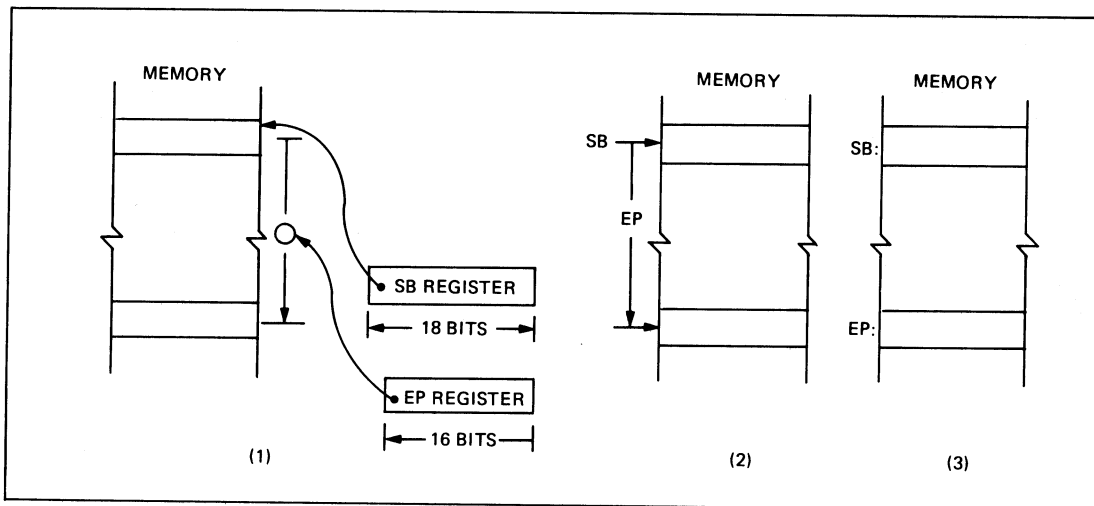 MEMORY
SB REGISTER
18 BITS
EP REGISTER
16 BITS
(1)
MEMORY
SB
EP
(2)
MEMORY
SB:
EP:
(3)